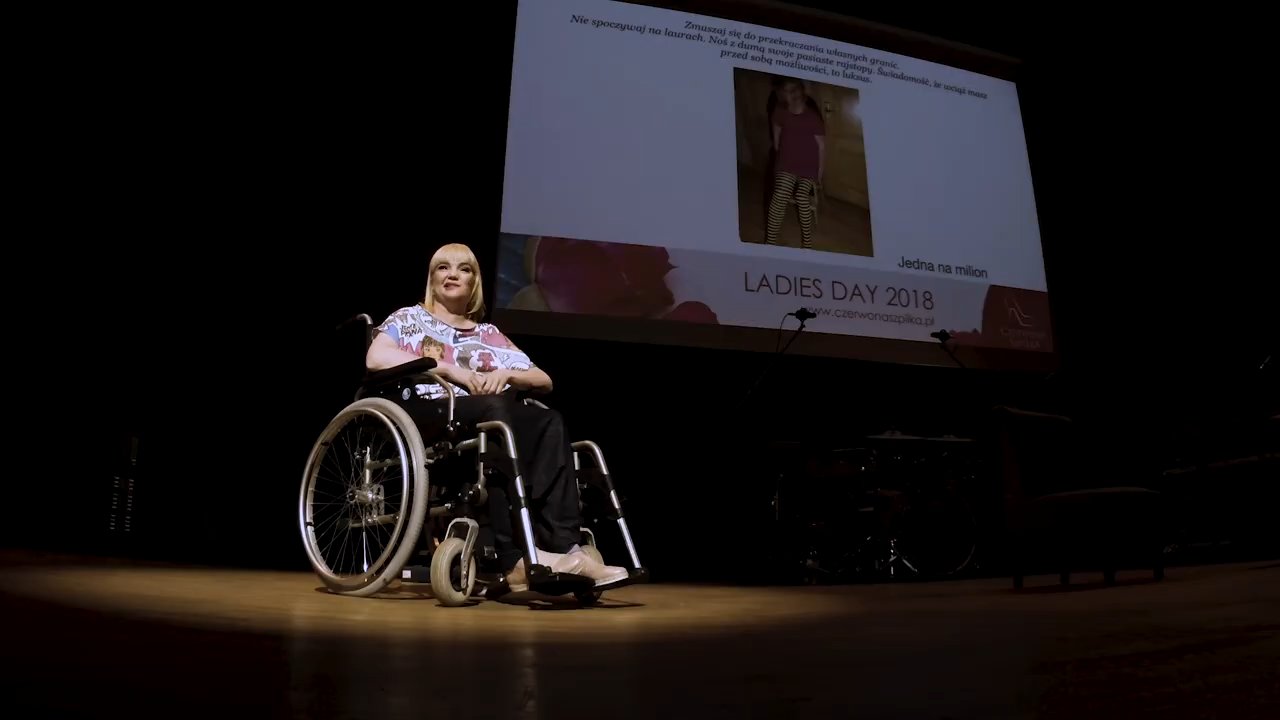 Zmuszaj się do przekraczania własnych granic.
Nie spoczywaj na laurach. Noś z dumą swoje pasiaste rajstopy. Świadomość, że wciąż masz
przed sobą możliwości, to luksus.
Jedna na milion
LADIES DAY 2018
www.czerwonaszpilka.pl